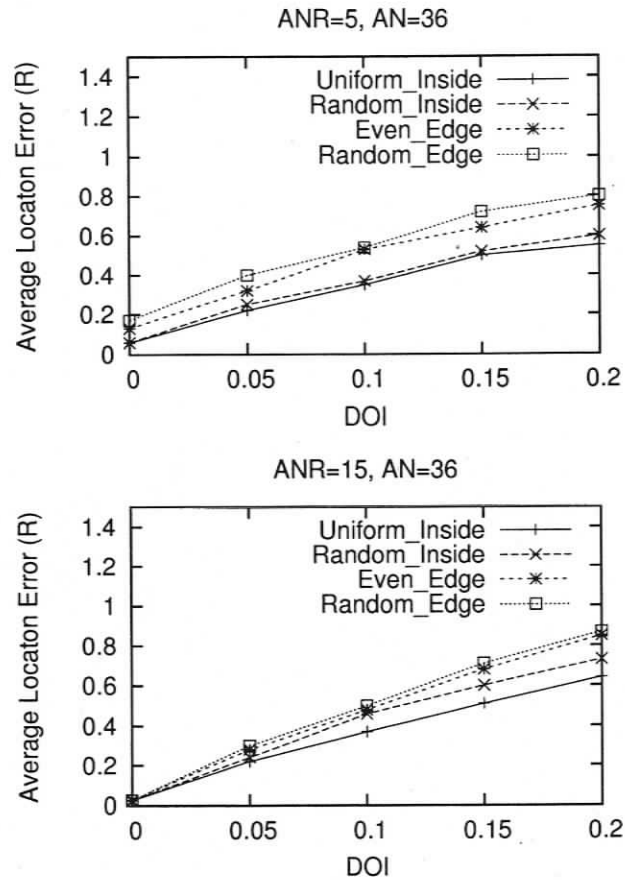 ANR=5, AN=36
Average Locaton Error (R)
1.4
1.2
1
0.8
0.6
0.4
0.2
0
Uniform_Inside
Random_Inside
Even_Edge
Random_Edge
0 0.05 0.1 0.15 0.2
DOI
ANR=15, AN=36
Average Locaton Error (R)
1.4
1.2
1
0.8
0.6
0.4
0.2
0
Uniform_Inside
Random_Inside
Even_Edge
Random_Edge
0 0.05 0.1 0.15 0.2
DOI